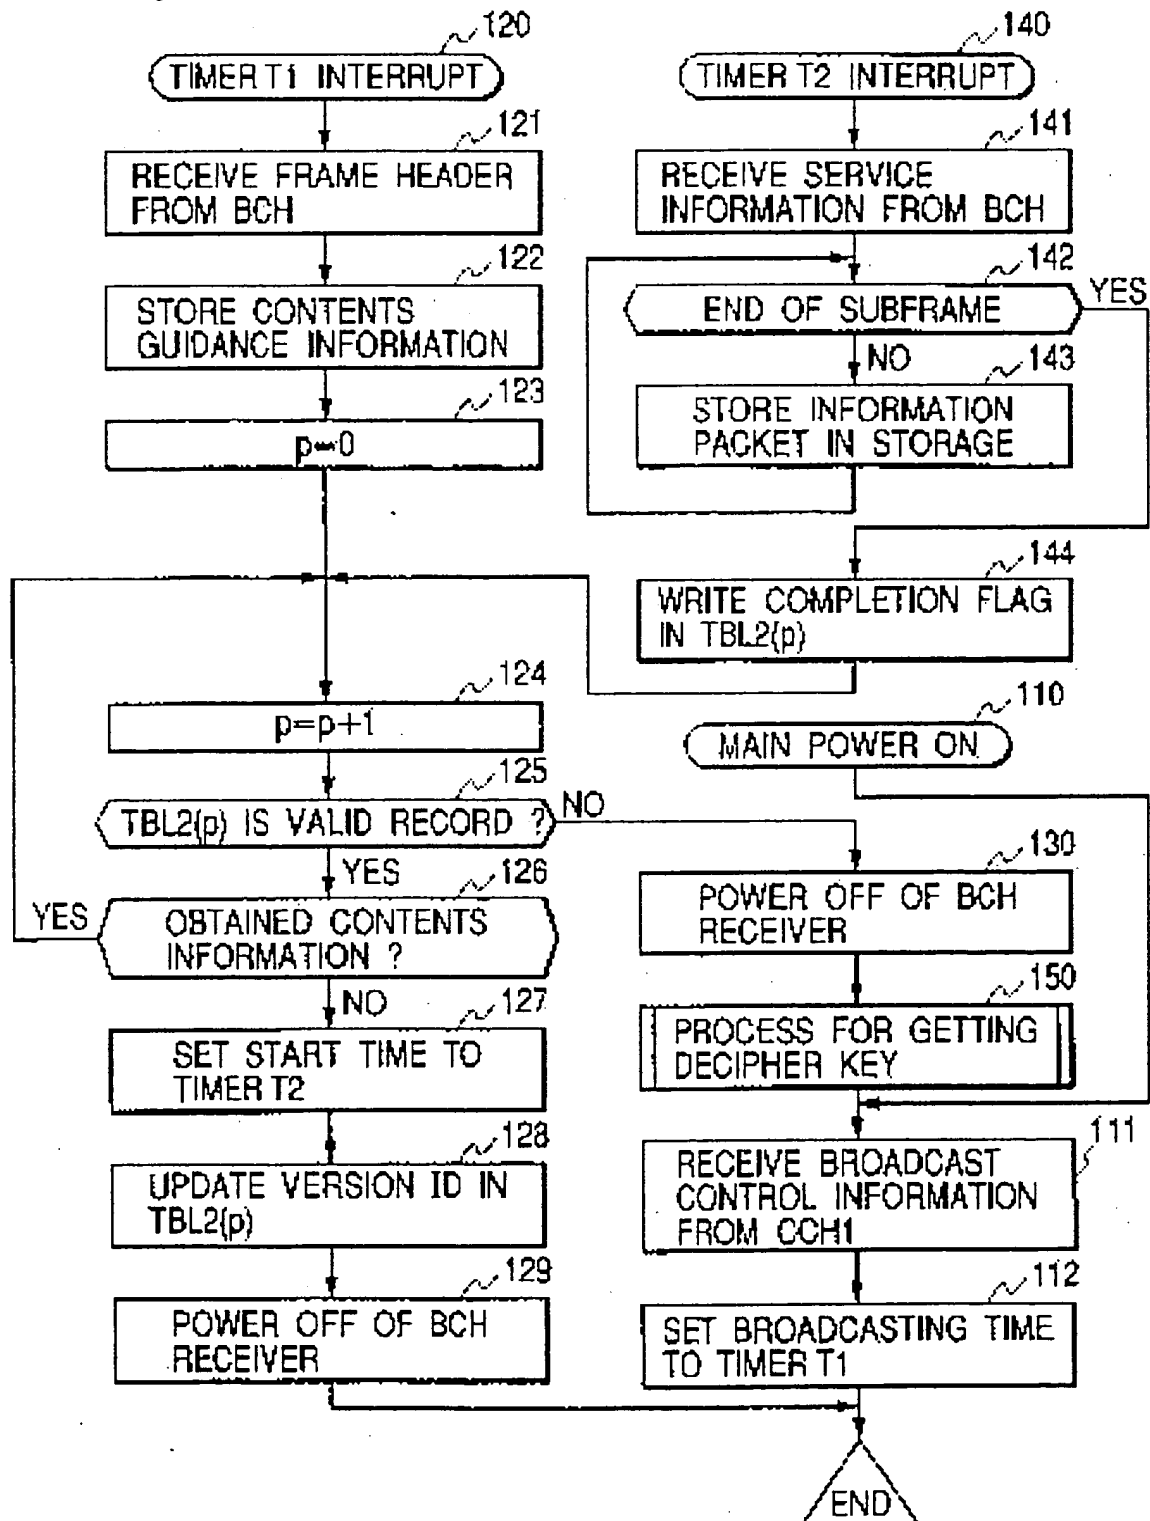 120
TIMER T1 INTERRUPT
121
RECEIVE FRAME HEADER
FROM BCH
122
STORE CONTENTS
GUIDANCE INFORMATION
123
p=0
124
p=p+1
125
TBL2(p) IS VALID RECORD ?
NO
YES
126
YES
OBTAINED CONTENTS
INFORMATION ?
NO
127
SET START TIME TO
TIMER T2
128
UPDATE VERSION ID IN
TBL2(p)
129
POWER OFF OF BCH
RECEIVER
140
TIMER T2 INTERRUPT
141
RECEIVE SERVICE
INFORMATION FROM BCH
142
END OF SUBFRAME
YES
NO
143
STORE INFORMATION
PACKET IN STORAGE
144
WRITE COMPLETION FLAG
IN TBL2(p)
110
MAIN POWER ON
130
POWER OFF OF BCH
RECEIVER
150
PROCESS FOR GETTING
DECIPHER KEY
111
RECEIVE BROADCAST
CONTROL INFORMATION
FROM CCH1
112
SET BROADCASTING TIME
TO TIMER T1
END